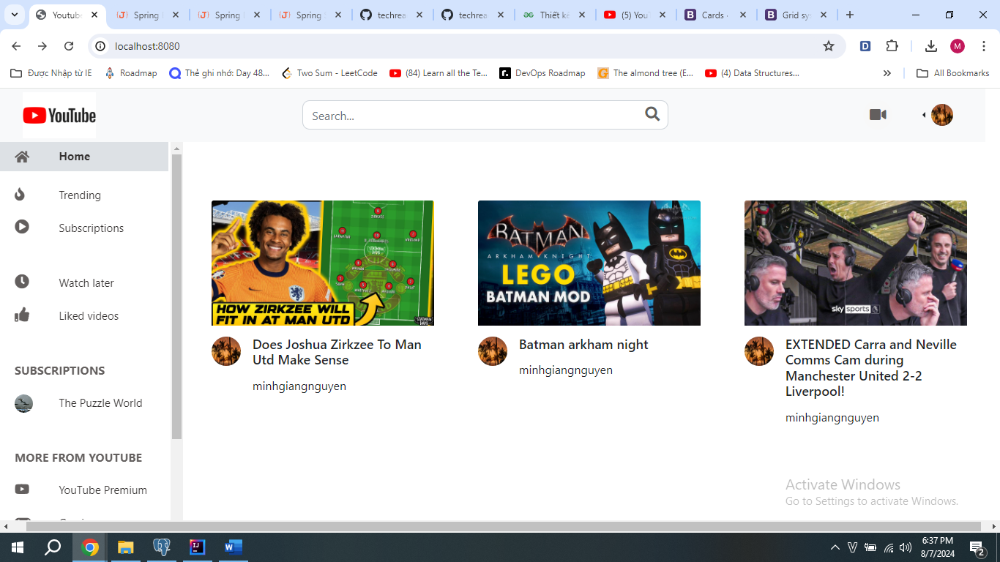 Youtube
Spring
Spring
Spring
techrea
techrea
Thiết kế
(5) You
Cards
Grid sys
localhost:8080
D
M
Được Nhập từ IE
Roadmap
Thẻ ghi nhớ: Day 48...
Two Sum - LeetCode
(84) Learn all the Te...
DevOps Roadmap
The almond tree (E...
(4) Data Structures...
All Bookmarks
YouTube
Search...
Home
Trending
Subscriptions
Watch later
Liked videos
SUBSCRIPTIONS
The Puzzle World
MORE FROM YOUTUBE
YouTube Premium
HOW ZIRKZEE WILL
FIT IN AT MAN UTD
STATMAN
DAVE
Does Joshua Zirkzee To Man
Utd Make Sense
minhgiangnguyen
BATMAN
ARKHAM KNIGHT
LEGO
BATMAN MOD
Batman arkham night
minhgiangnguyen
sky sports
EXTENDED Carra and Neville
Comms Cam during
Manchester United 2-2
Liverpool!
minhgiangnguyen
Activate Windows
Go to Settings to activate Windows.
6:37 PM
8/7/2024
2